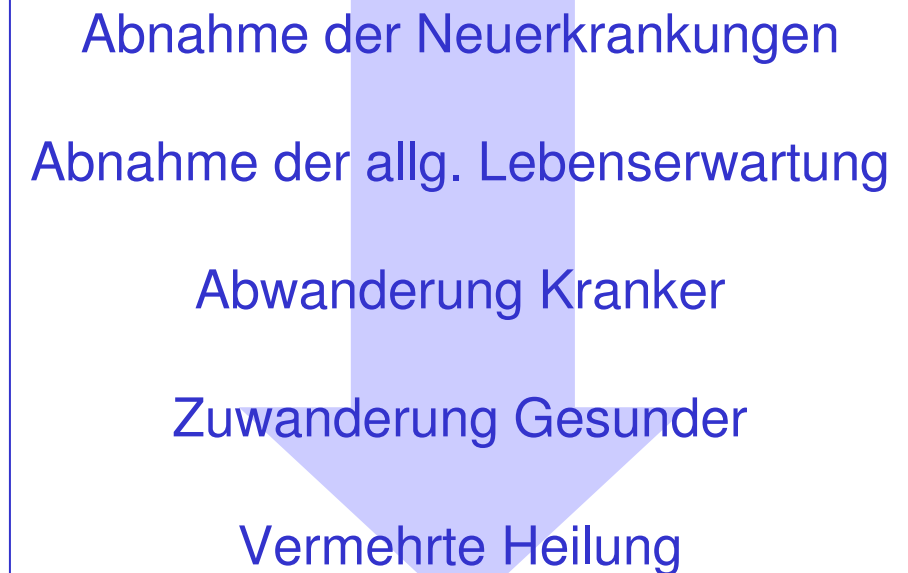 Abnahme der Neuerkrankungen
Abnahme der allg. Lebenserwartung
Abwanderung Kranker
Zuwanderung Gesunder
Vermehrte Heilung